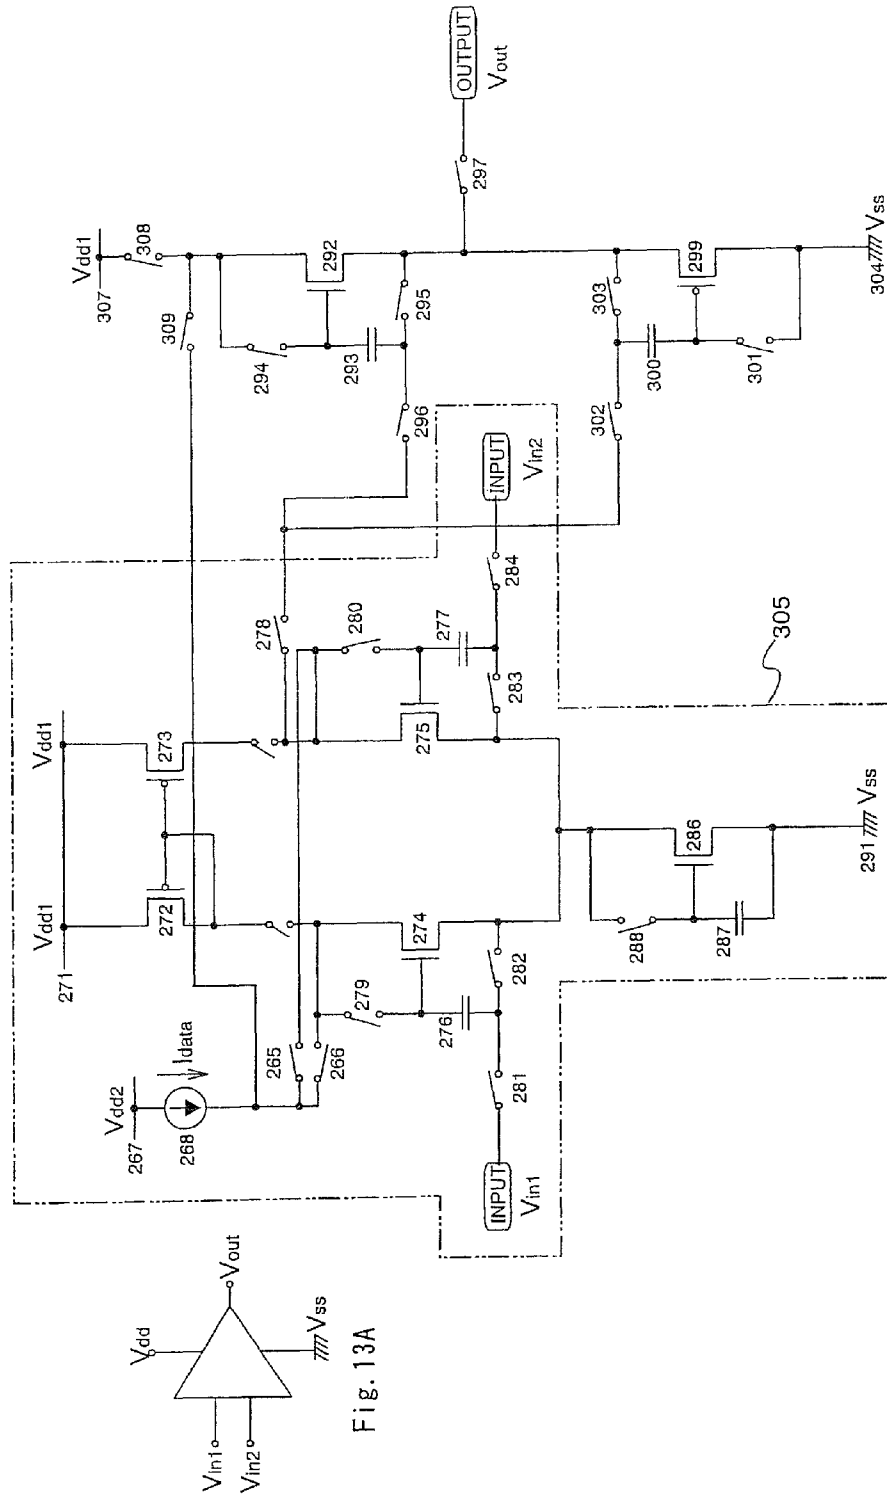 Vin1
Vin2
Vdd
Vss
Vout
Fig. 13A
Vdd2
267
268
Idata
271
Vdd1
Vdd1
272
273
265
266
279
274
276
282
281
INPUT
Vin1
278
280
275
277
283
284
INPUT
Vin2
288
286
287
291
Vss
305
Vdd1
307
308
309
294
292
293
295
296
297
OUTPUT
Vout
302
303
300
299
301
304
Vss